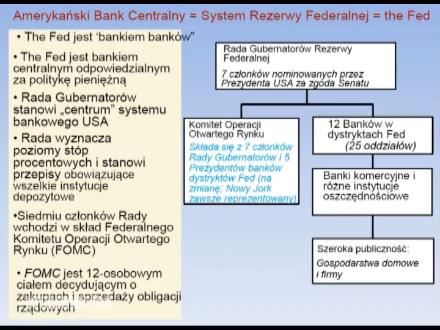 Amerykański Bank Centralny = System Rezerwy Federalnej = the Fed
• The Fed jest 'bankiem banków"
• The Fed jest bankiem
centralnym odpowiedzialnym
za politykę pieniężną
• Rada Gubernatorów
stanowi „centrum” systemu
bankowego USA
• Rada wyznacza
poziomy stóp
procentowych i stanowi
przepisy obowiązujące
wszelkie instytucje
depozytowe
•Siedmiu członków Rady
wchodzi w skład Federalnego
Komitetu Operacji Otwartego
Rynku (FOMC)
• FOMC jest 12-osobowym
ciałem decydującym o
zakupach i sprzedaży obligacji
rządowych
Rada Gubernatorów Rezerwy
Federalnej
7 członków nominowanych przez
Prezydenta USA za zgoda Senatu
Komitet Operacji
Otwartego Rynku
Składa się z 7 członków
Rady Gubernatorów i 5
Prezydentów banków
dystryktów Fed (na
zmianę; Nowy Jork
zawsze reprezentowany)
12 Banków w
dystryktach Fed
(25 oddziałów)
Banki komercyjne i
różne instytucje
oszczędnościowe
Szeroka publiczność:
Gospodarstwa domowe
i firmy